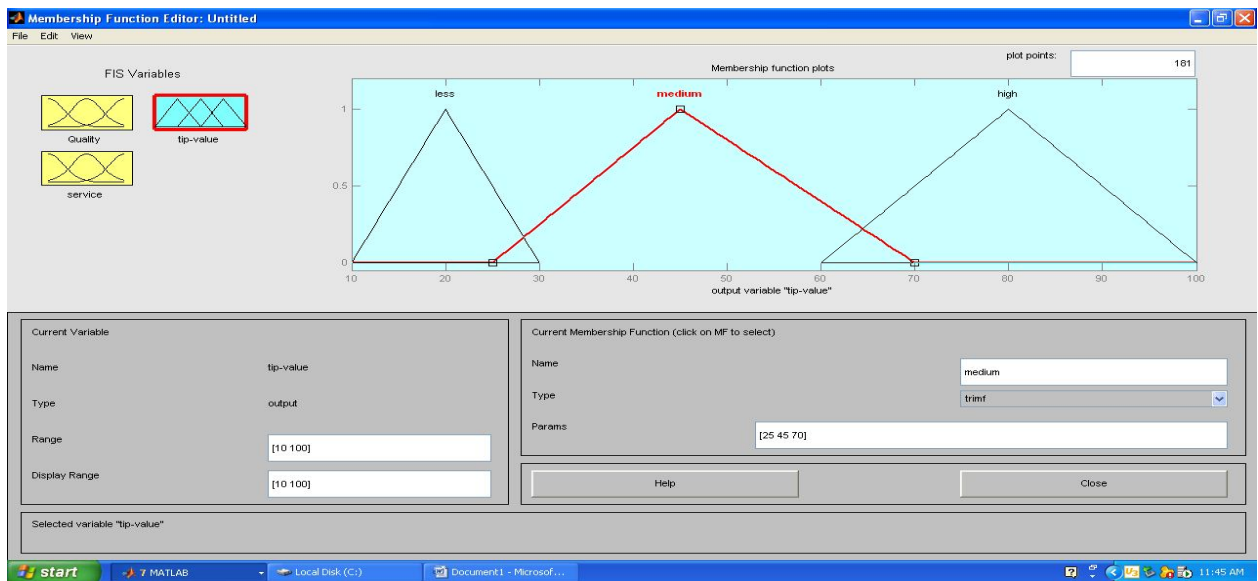 Membership Function Editor: Untitled
File Edit View
FIS Variables
Quality
tip-value
service
plot points:
181
Membership function plots
less
medium
high
1
0.5
0
10 20 30 40 50 60 70 80 90 100
output variable "tip-value"
Current Variable
Name tip-value
Type output
Range [10 100]
Display Range [10 100]
Current Membership Function (click on MF to select)
Name medium
Type trimf
Params [25 45 70]
Help
Close
Selected variable "tip-value"
start
7 MATLAB
Local Disk (C:)
Document1 - Microsof...
11:45 AM